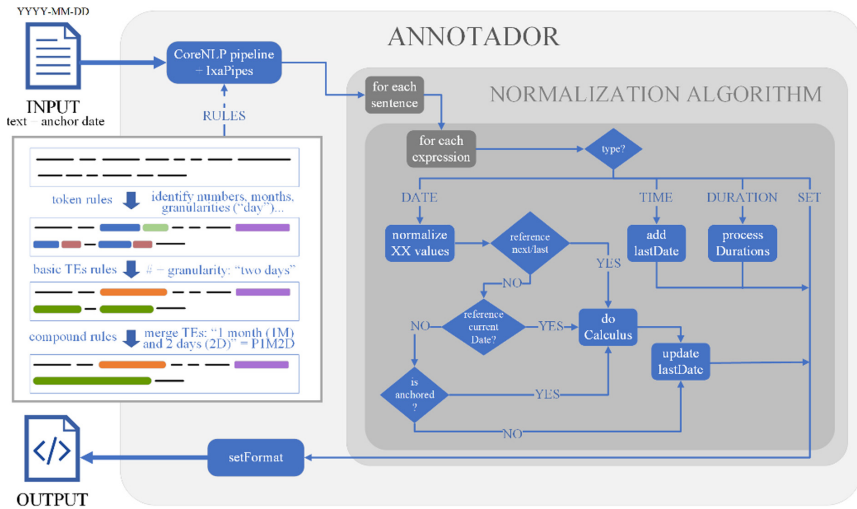 YYYY-MM-DD
ANNOTADOR
CoreNLP pipeline
+ IxaPipes
INPUT
text + anchor date
RULES
for each
sentence
NORMALIZATION ALGORITHM
for each
expression
type?
token rules
identify numbers, months,
granularities ("day")...
DATE
TIME
DURATION
SET
normalize
XX values
reference
next/last
add
lastDate
process
Durations
YES
NO
basic TEs rules
# + granularity: "two days"
reference
current
Date?
NO
YES
do
Calculus
compound rules
merge TEs: "1 month (1M)
and 2 days (2D)" = P1M2D
update
lastDate
is
anchored
?
YES
NO
</>
setFormat
OUTPUT